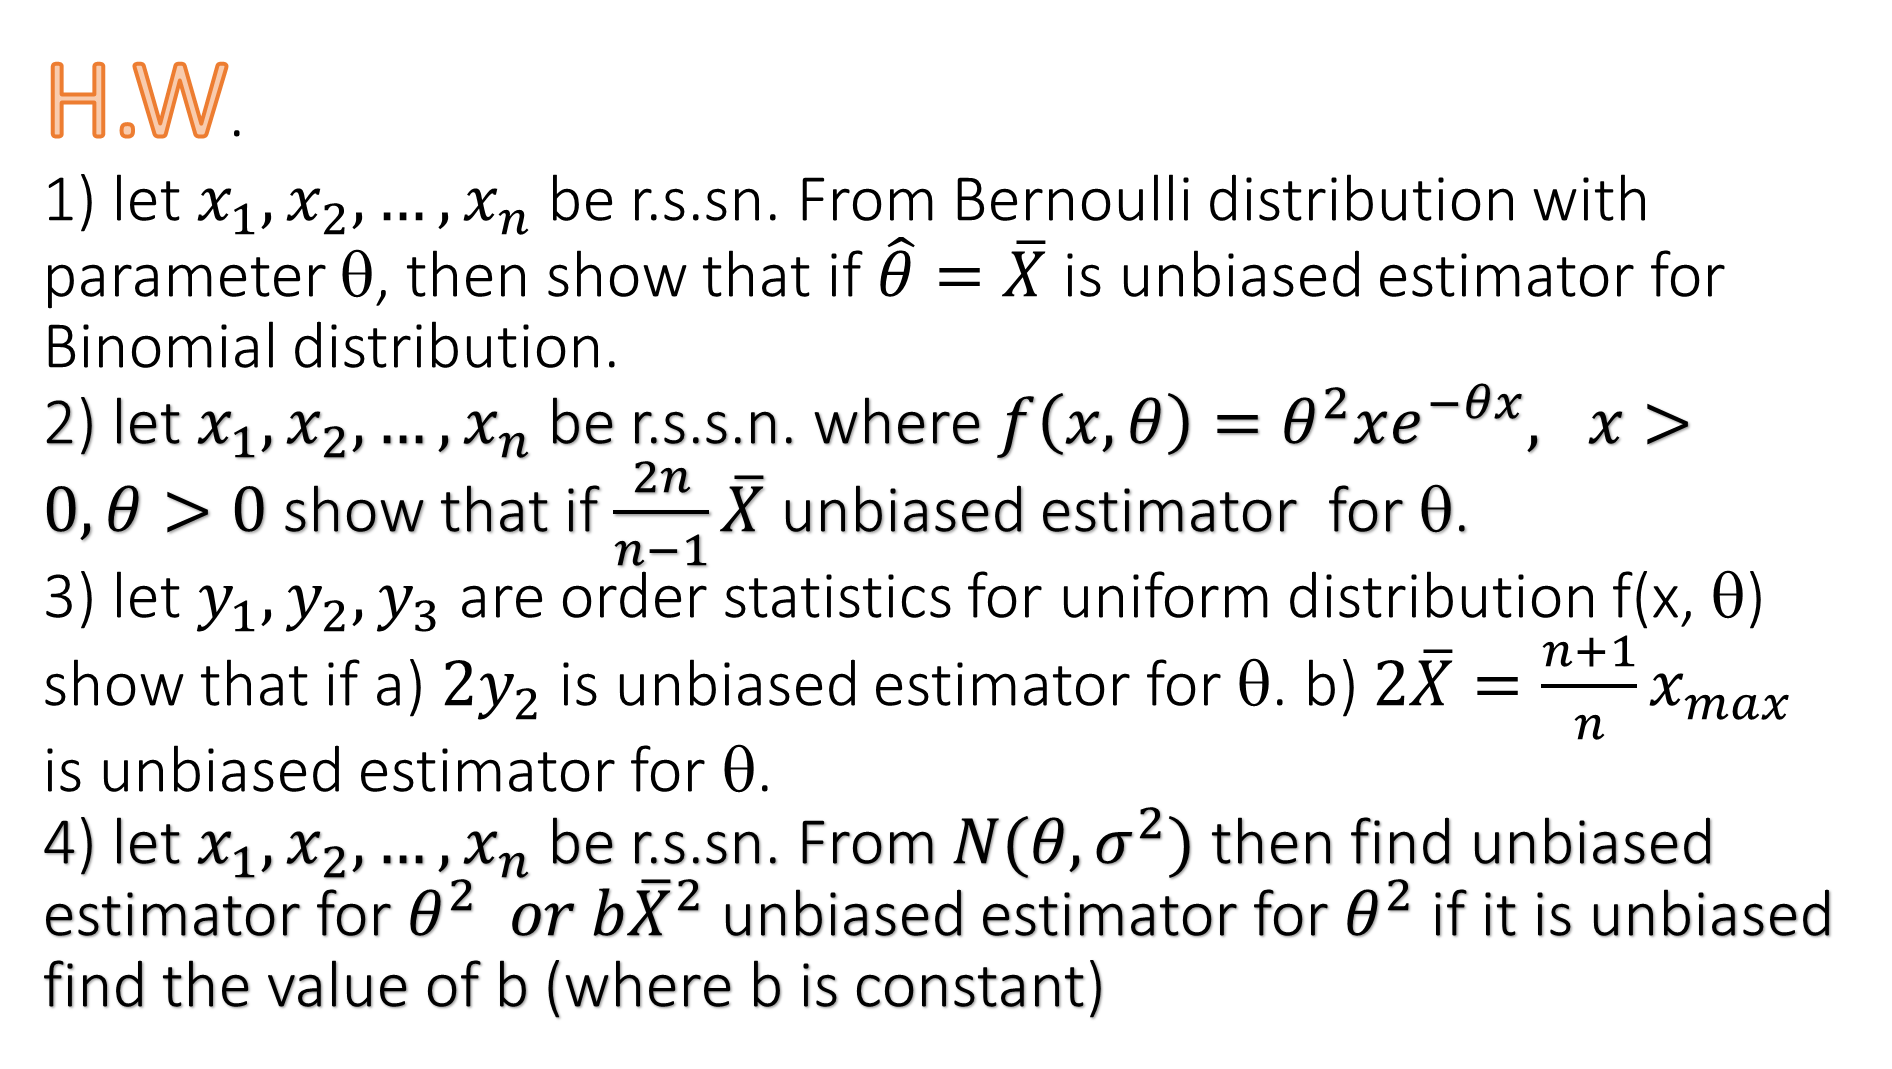 H.W.
1) let 𝑥₁, 𝑥₂, … , 𝑥ₙ be r.s.sn. From Bernoulli distribution with
parameter θ, then show that if 𝜃̂ = 𝑋̅ is unbiased estimator for
Binomial distribution.
2) let 𝑥₁, 𝑥₂, … , 𝑥ₙ be r.s.s.n. where 𝑓(𝑥, 𝜃) = 𝜃²𝑥𝑒^{−𝜃𝑥}, 𝑥 >
0, 𝜃 > 0 show that if \frac{2n}{n−1} 𝑋̅ unbiased estimator for θ.
3) let 𝑦₁, 𝑦₂, 𝑦₃ are order statistics for uniform distribution f(x, θ)
show that if a) 2𝑦₂ is unbiased estimator for θ. b) 2𝑋̅ = \frac{n+1}{n} 𝑥_{𝑚𝑎𝑥}
is unbiased estimator for θ.
4) let 𝑥₁, 𝑥₂, … , 𝑥ₙ be r.s.sn. From 𝑁(𝜃, 𝜎²) then find unbiased
estimator for 𝜃² 𝑜𝑟 𝑏𝑋̅² unbiased estimator for 𝜃² if it is unbiased
find the value of b (where b is constant)